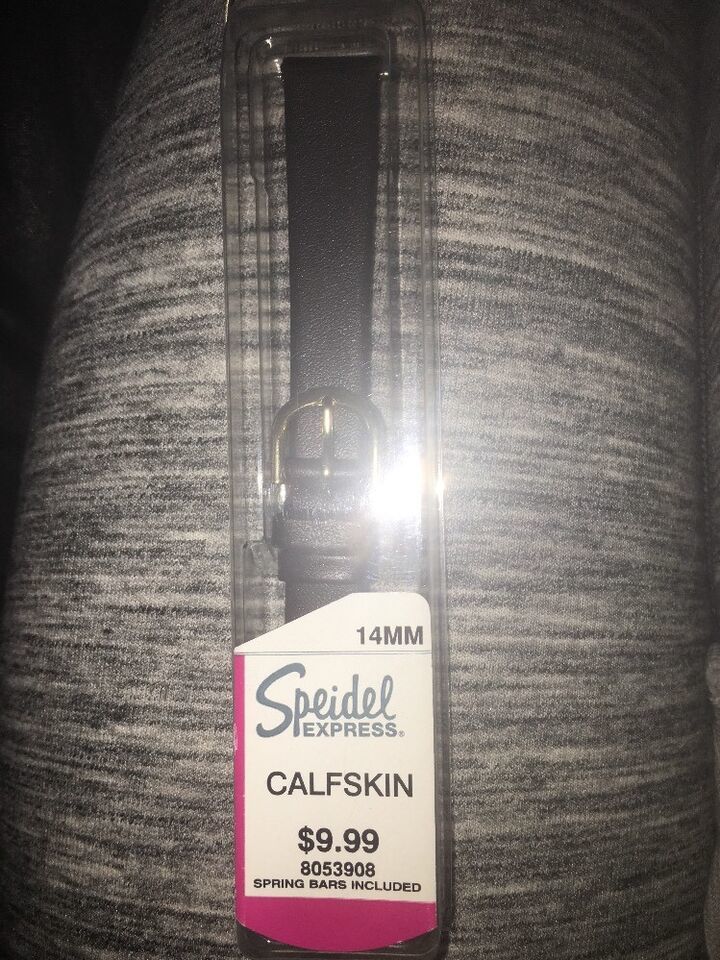 14MM
Speidel
EXPRESS®
CALFSKIN
$9.99
8053908
SPRING BARS INCLUDED